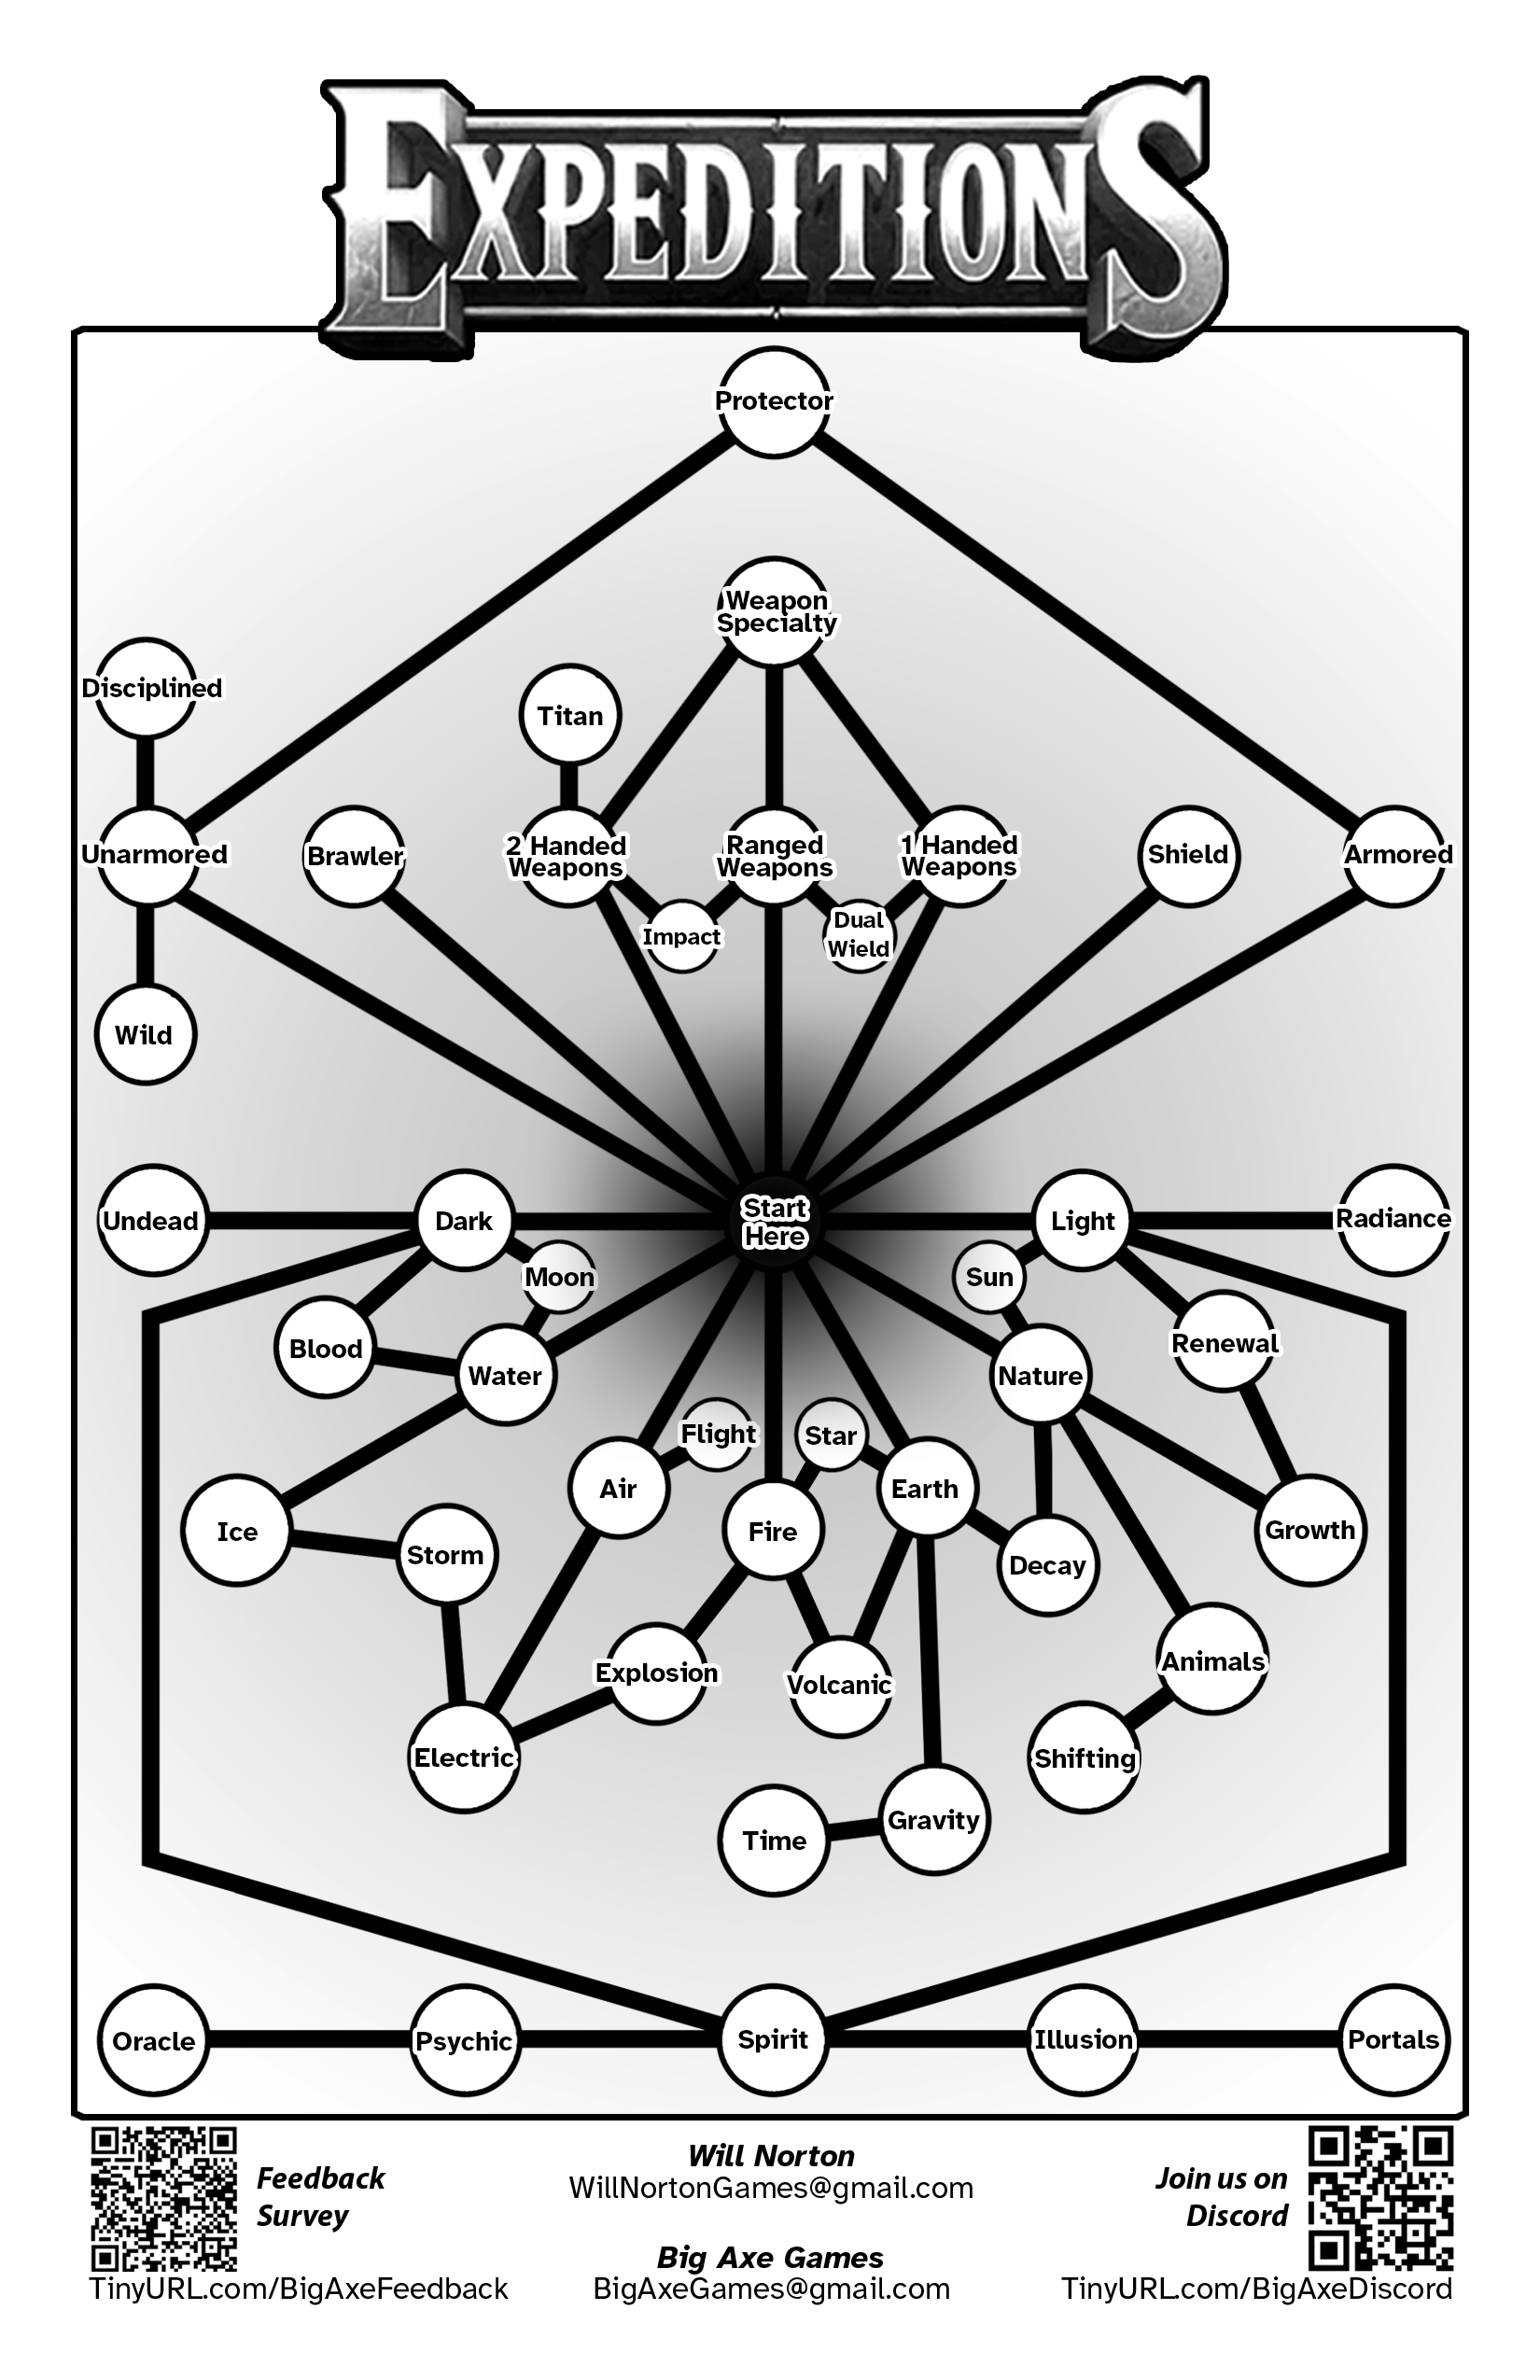 EXPEDITIONS
Protector
Weapon
Specialty
Disciplined
Titan
Unarmored
Brawler
2 Handed
Weapons
Ranged
Weapons
1 Handed
Weapons
Shield
Armored
Impact
Dual
Wield
Wild
Start
Here
Undead
Dark
Light
Radiance
Moon
Sun
Blood
Water
Nature
Renewal
Flight
Star
Air
Earth
Ice
Fire
Growth
Storm
Decay
Explosion
Volcanic
Animals
Electric
Shifting
Time
Gravity
Oracle
Psychic
Spirit
Illusion
Portals
Feedback
Survey
TinyURL.com/BigAxeFeedback
Will Norton
WillNortonGames@gmail.com
Big Axe Games
BigAxeGames@gmail.com
Join us on
Discord
TinyURL.com/BigAxeDiscord